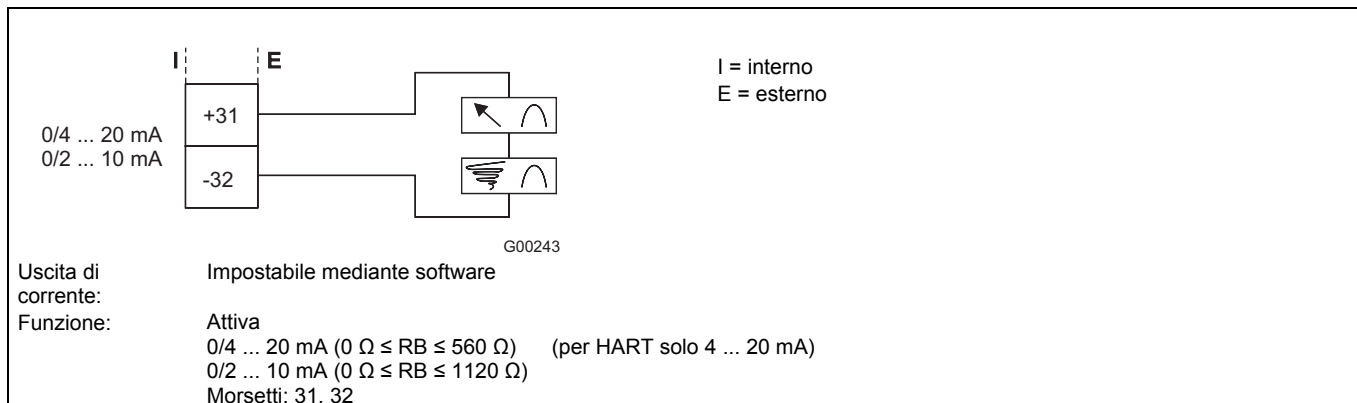 I
E
+31
-32
0/4 ... 20 mA
0/2 ... 10 mA
I = interno
E = esterno
G00243
Uscita di corrente:
Impostabile mediante software
Funzione:
Attiva
0/4 ... 20 mA (0 Ω ≤ RB ≤ 560 Ω) (per HART solo 4 ... 20 mA)
0/2 ... 10 mA (0 Ω ≤ RB ≤ 1120 Ω)
Morsetti: 31, 32